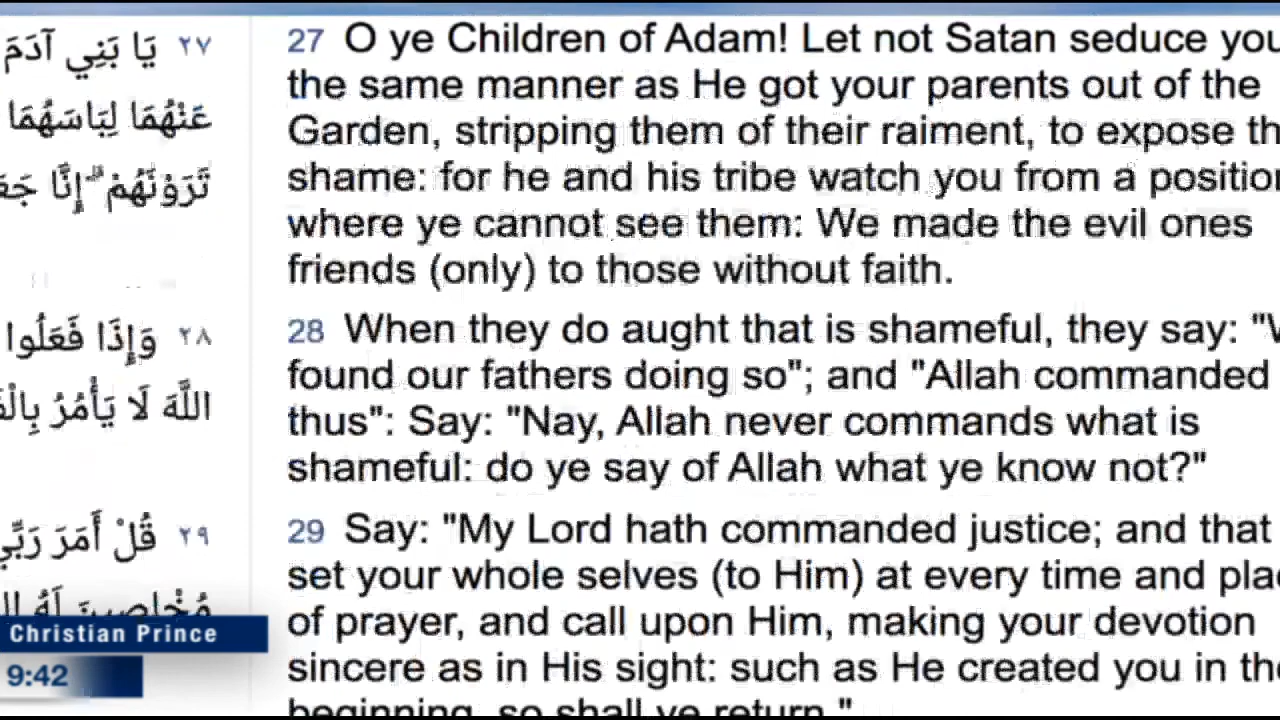 ٢٧ يَا بَنِي آدَمَ
عَنْهُمَا لِبَاسَهُمَا
تَرَوْنَهُمْ ۗ إِنَّا
٢٨ وَإِذَا فَعَلُوا
اللَّهَ لَا يَأْمُرُ
٢٩ قُلْ أَمَرَ رَبِّي
27 O ye Children of Adam! Let not Satan seduce you
the same manner as He got your parents out of the
Garden, stripping them of their raiment, to expose
shame: for he and his tribe watch you from a position
where ye cannot see them: We made the evil ones
friends (only) to those without faith.
28 When they do aught that is shameful, they say: "
found our fathers doing so"; and "Allah commanded
thus": Say: "Nay, Allah never commands what is
shameful: do ye say of Allah what ye know not?"
29 Say: "My Lord hath commanded justice; and that
set your whole selves (to Him) at every time and
of prayer, and call upon Him, making your devotion
sincere as in His sight: such as He created you in
beginning, so shall ye return."
Christian Prince
9:42